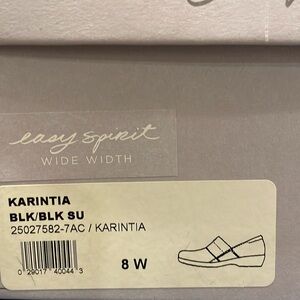 easy spirit
WIDE WIDTH
KARINTIA
BLK/BLK SU
25027582-7AC / KARINTIA
0 29017 40044 3
8 W